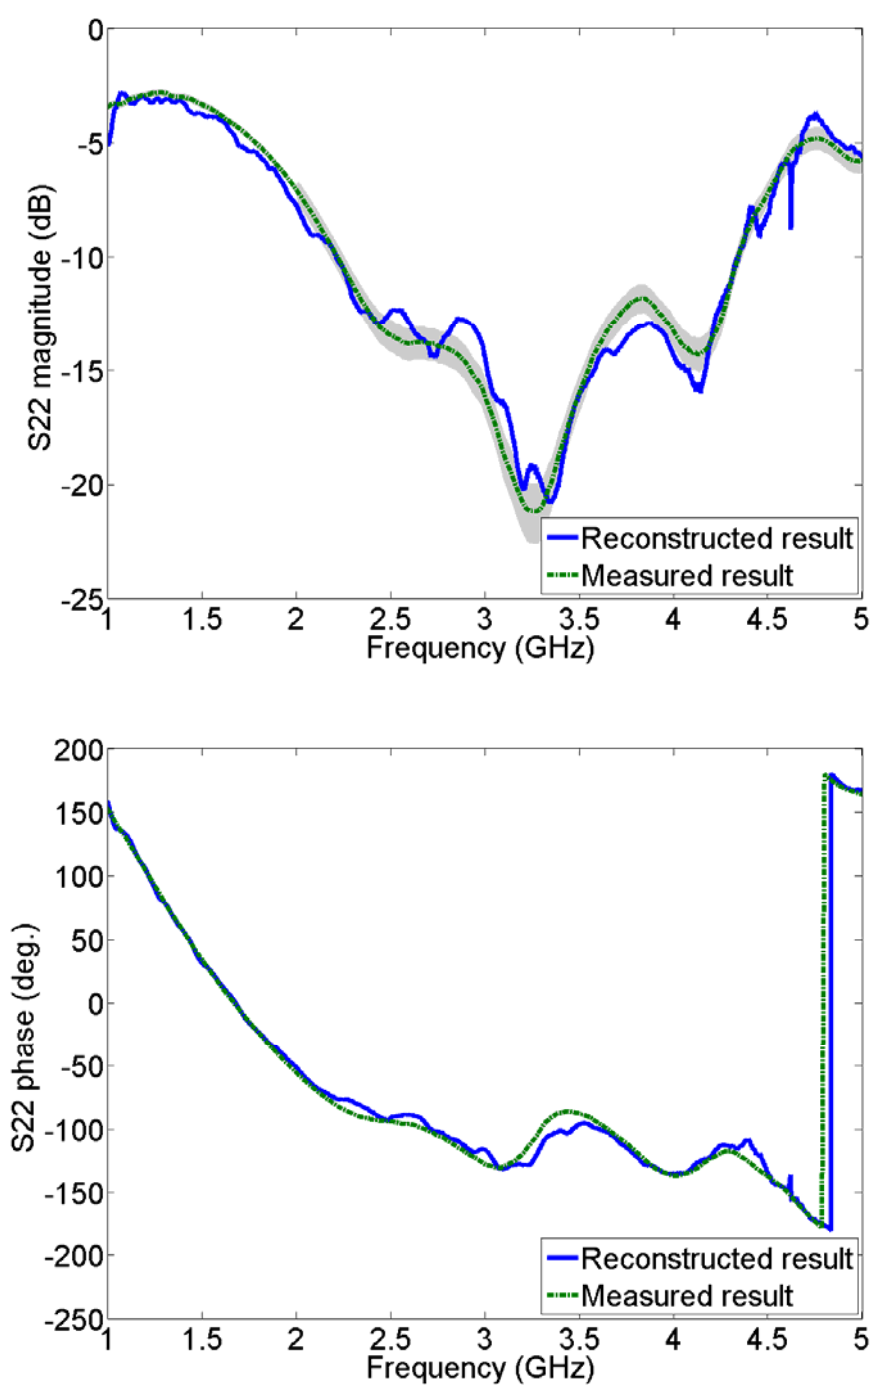 0
-5
-10
-15
-20
-25
S22 magnitude (dB)
Reconstructed result
Measured result
1 1.5 2 2.5 3 3.5 4 4.5 5
Frequency (GHz)
200
150
100
50
0
-50
-100
-150
-200
-250
S22 phase (deg.)
Reconstructed result
Measured result
1 1.5 2 2.5 3 3.5 4 4.5 5
Frequency (GHz)